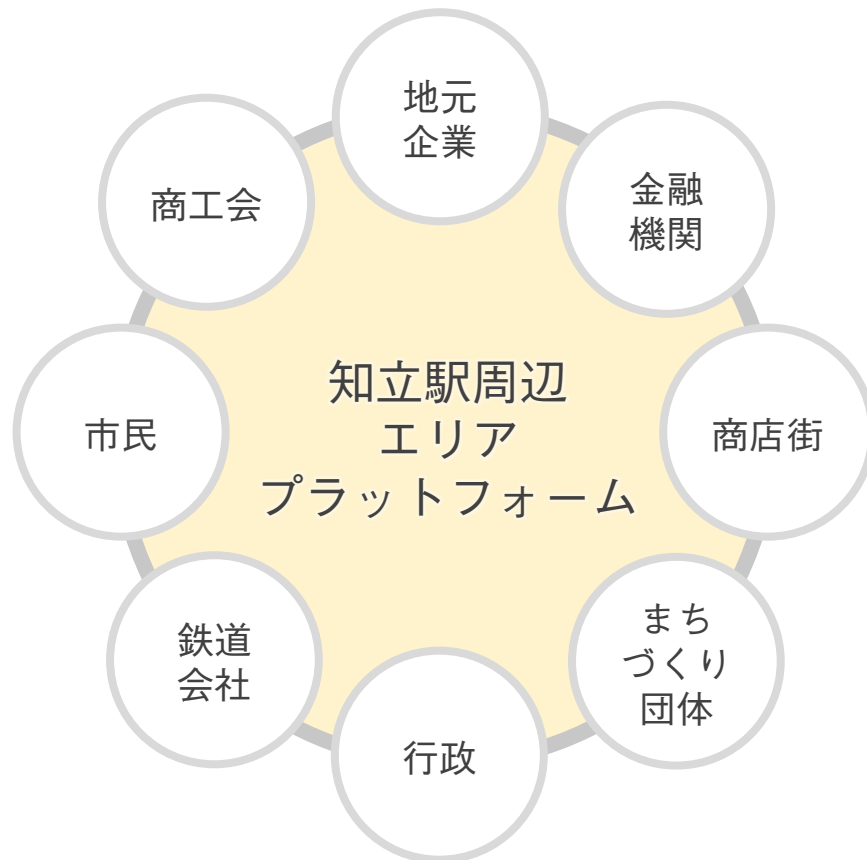 地元
企業
金融
機関
商店街
まち
づくり
団体
行政
鉄道
会社
市民
商工会
知立駅周辺
エリア
プラットフォーム